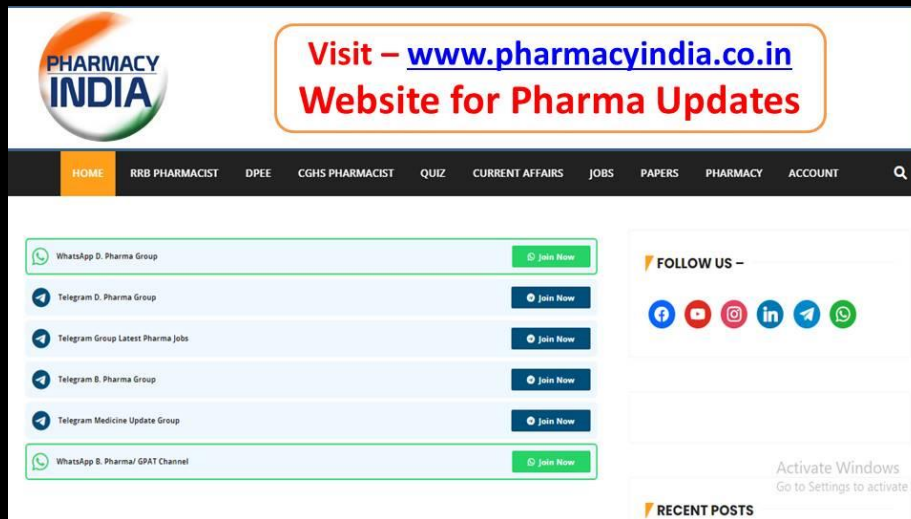 PHARMACY
INDIA
Visit – www.pharmacyindia.co.in
Website for Pharma Updates
HOME RRB PHARMACIST DPEE CGHS PHARMACIST QUIZ CURRENT AFFAIRS JOBS PAPERS PHARMACY ACCOUNT
WhatsApp D. Pharma Group Join Now
Telegram D. Pharma Group Join Now
Telegram Group Latest Pharma Jobs Join Now
Telegram B. Pharma Group Join Now
Telegram Medicine Update Group Join Now
WhatsApp B. Pharma/ GPAT Channel Join Now
FOLLOW US –
Activate Windows
Go to Settings to activate
RECENT POSTS